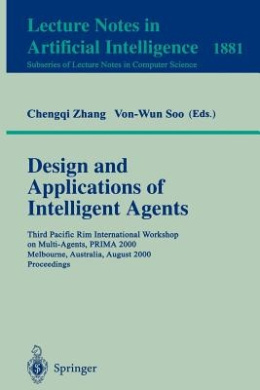 Lecture Notes in
Artificial Intelligence 1881
Subseries of Lecture Notes in Computer Science
Chengqi Zhang Von-Wun Soo (Eds.)
Design and
Applications of
Intelligent Agents
Third Pacific Rim International Workshop
on Multi-Agents, PRIMA 2000
Melbourne, Australia, August 2000
Proceedings
Springer